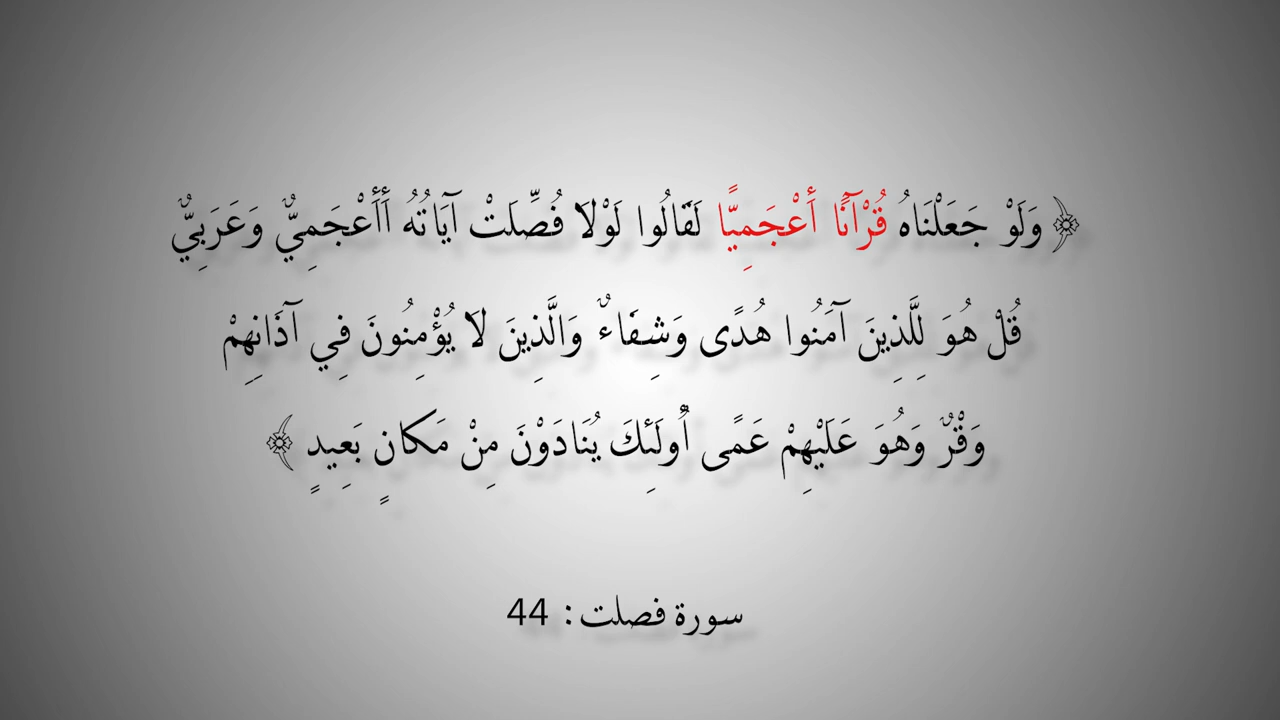 ﴿ وَلَوْ جَعَلْنَاهُ قُرْآنًا أَعْجَمِيًّا لَقَالُوا لَوْلَا فُصِّلَتْ آيَاتُهُ أَأَعْجَمِيٌّ وَعَرَبِيٌّ
قُلْ هُوَ لِلَّذِينَ آمَنُوا هُدًى وَشِفَاءٌ وَالَّذِينَ لَا يُؤْمِنُونَ فِي آذَانِهِمْ
وَقْرٌ وَهُوَ عَلَيْهِمْ عَمًى أُولَئِكَ يُنَادَوْنَ مِنْ مَكَانٍ بَعِيدٍ ﴾
سورة فصلت: 44